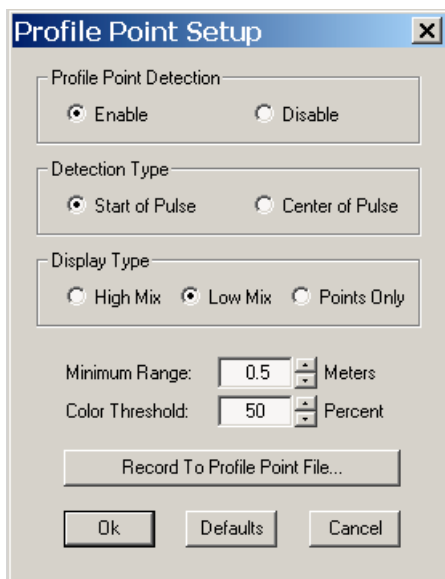 Profile Point Setup
Profile Point Detection
Enable Disable
Detection Type
Start of Pulse Center of Pulse
Display Type
High Mix Low Mix Points Only
Minimum Range: 0.5 Meters
Color Threshold: 50 Percent
Record To Profile Point File...
Ok Defaults Cancel